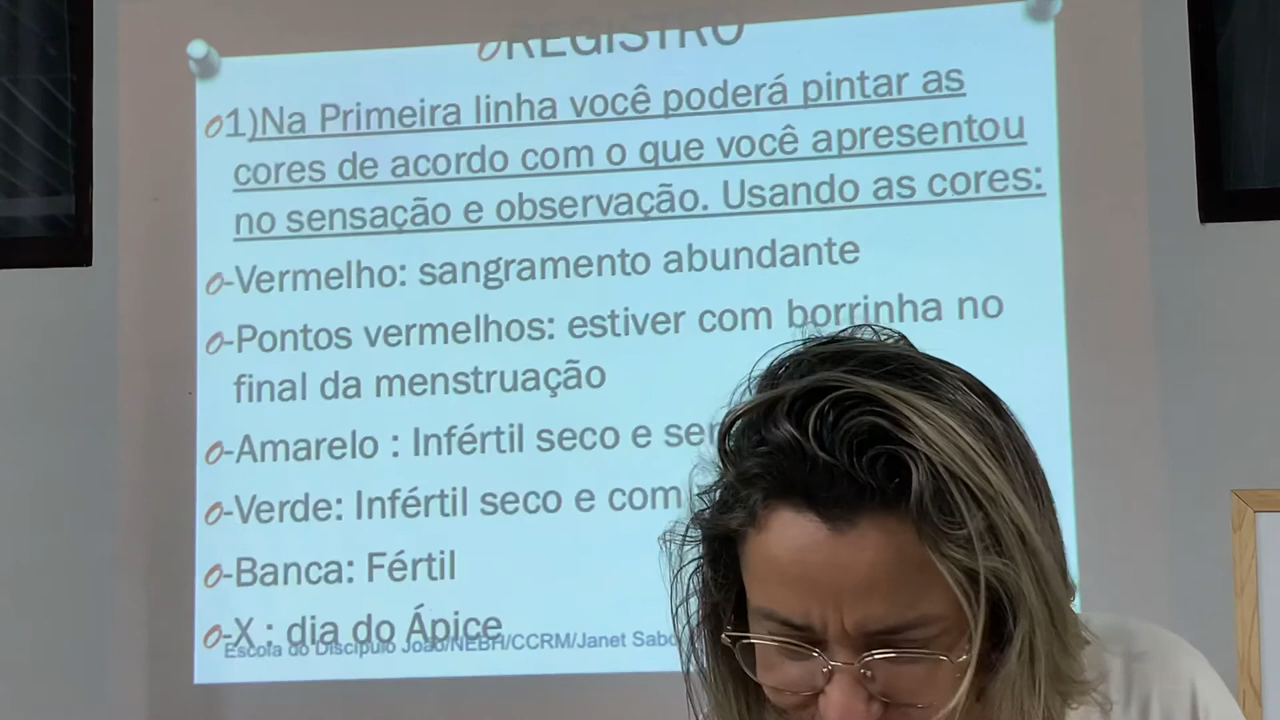 REGISTRO
1)Na Primeira linha você poderá pintar as
cores de acordo com o que você apresentou
no sensação e observação. Usando as cores:
-Vermelho: sangramento abundante
-Pontos vermelhos: estiver com borrinha no
final da menstruação
-Amarelo : Infértil seco e
-Verde: Infértil seco e com
-Banca: Fértil
-X : dia do Ápice
Escola do Discípulo João/NEBH/CCRM/Janet